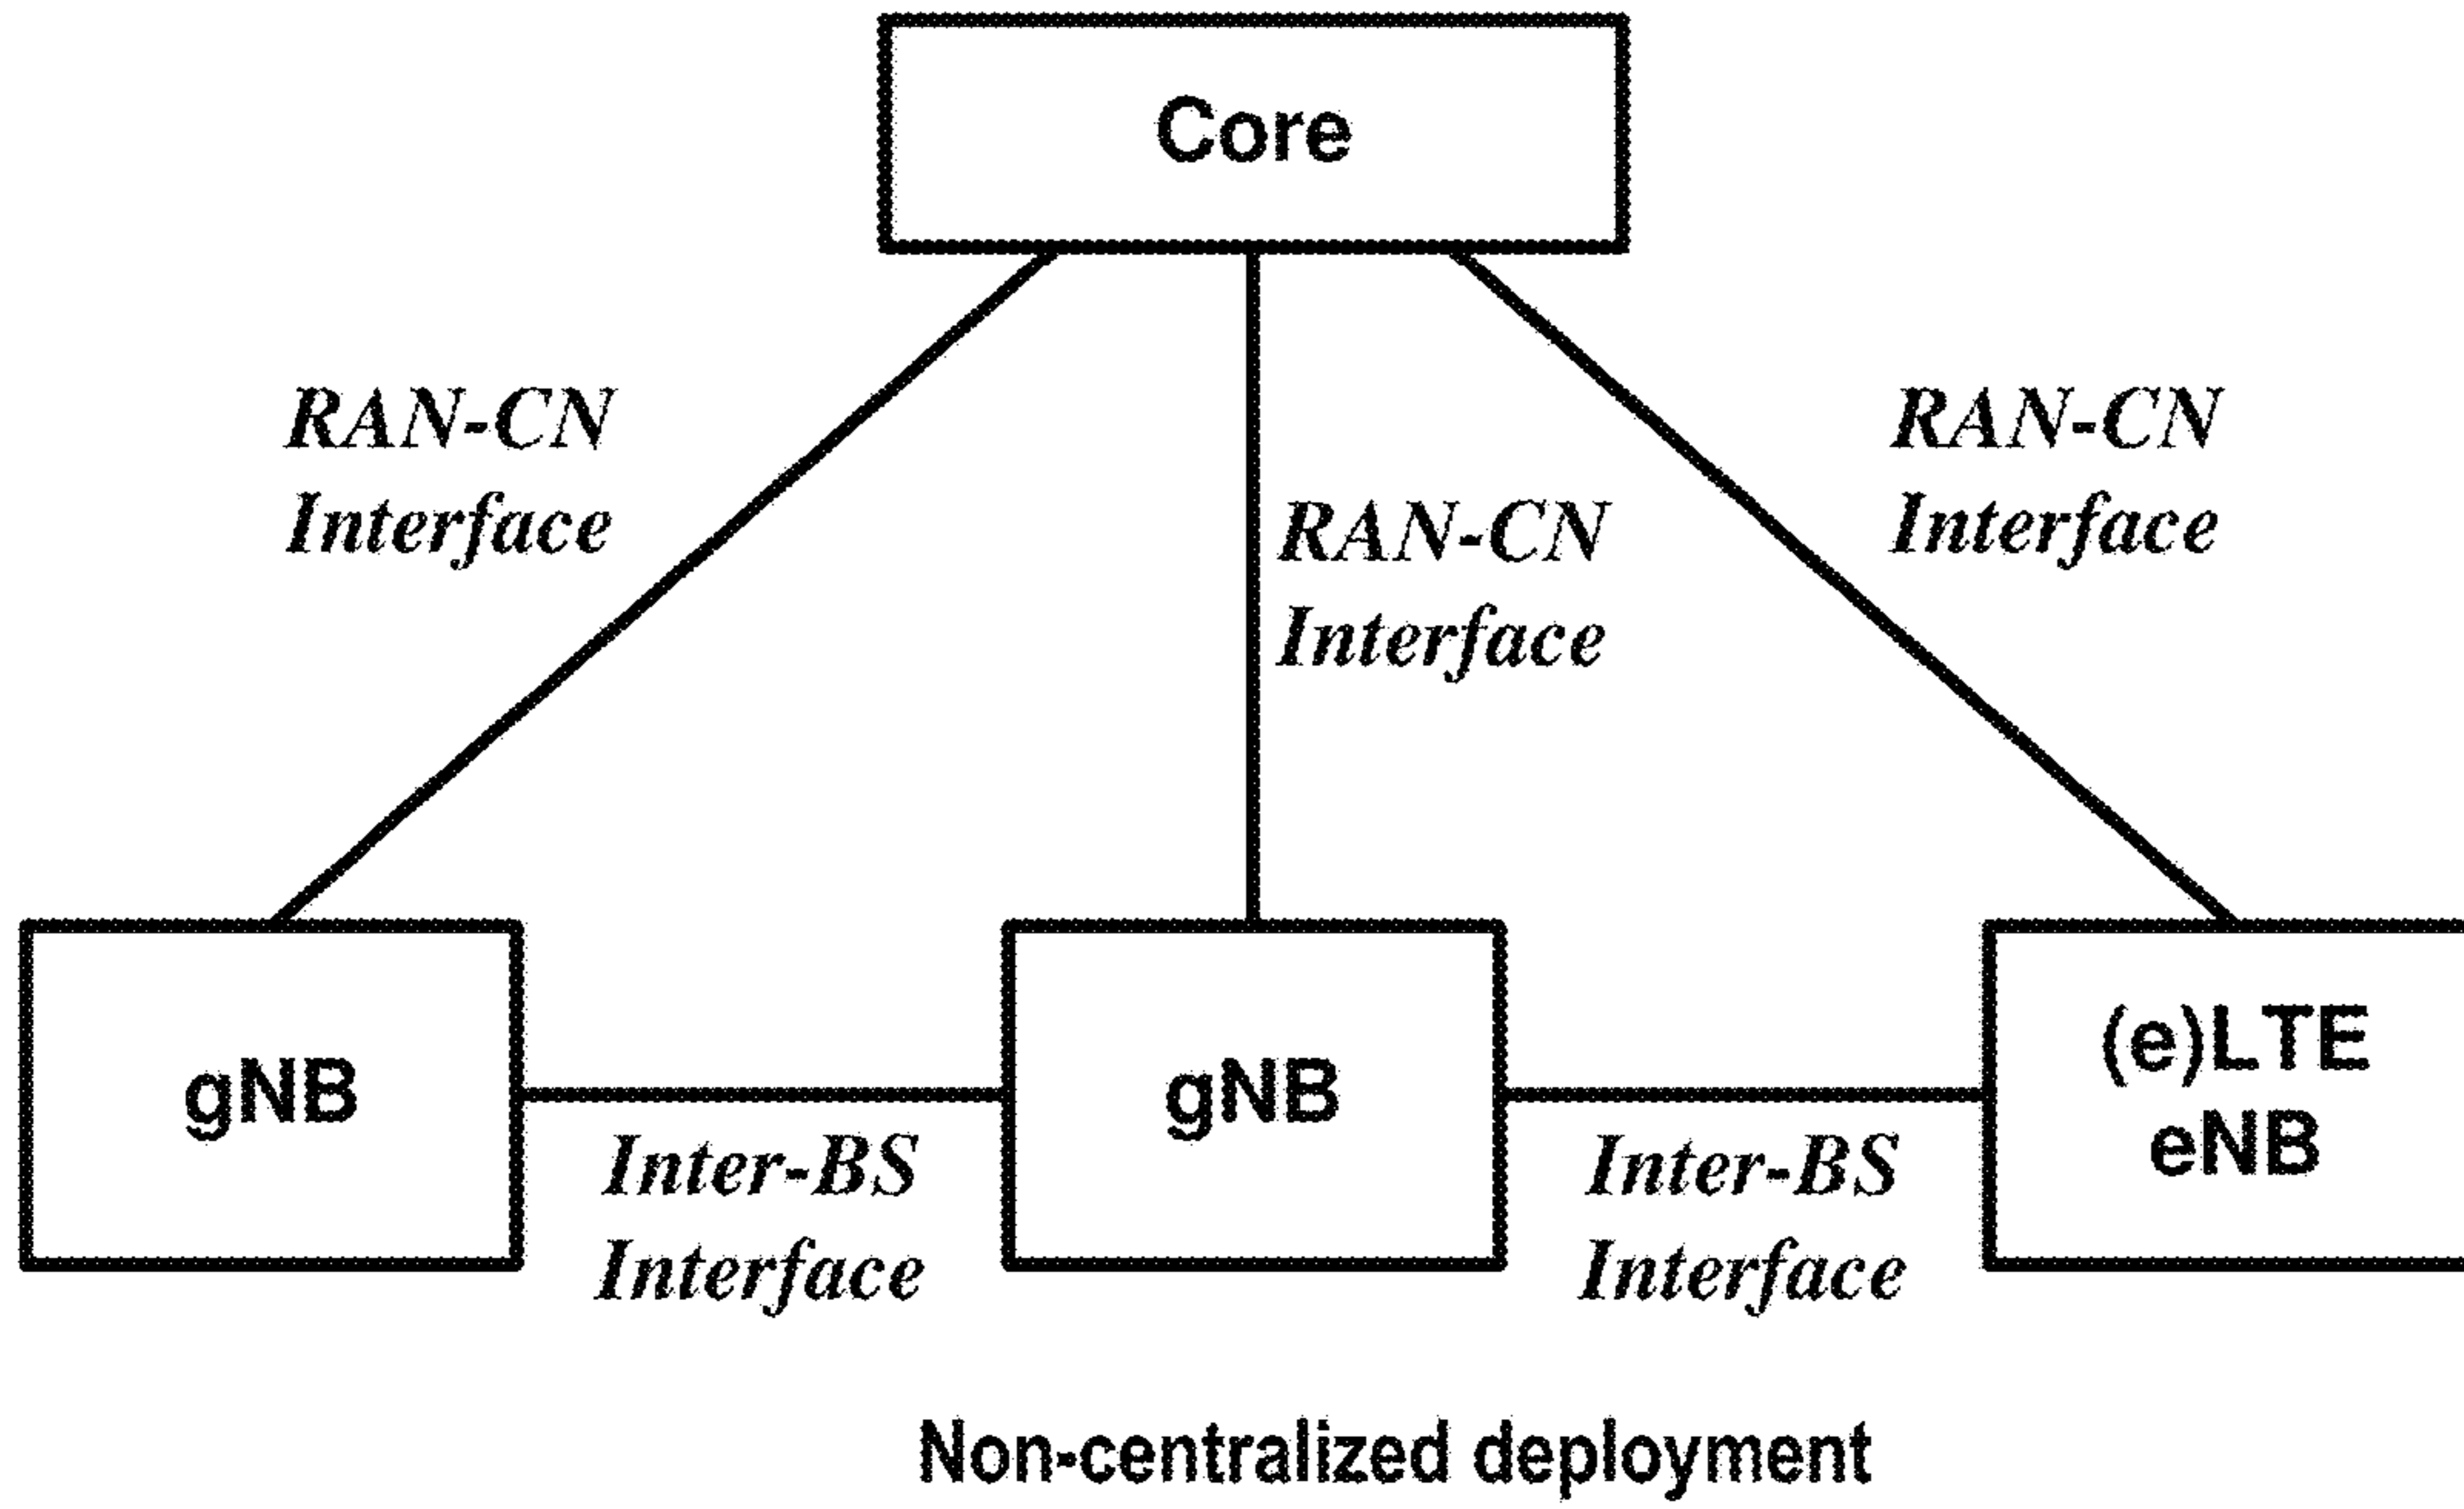 Core
RAN-CN
Interface
RAN-CN
Interface
RAN-CN
Interface
gNB
gNB
(e)LTE
eNB
Inter-BS
Interface
Inter-BS
Interface
Non-centralized deployment